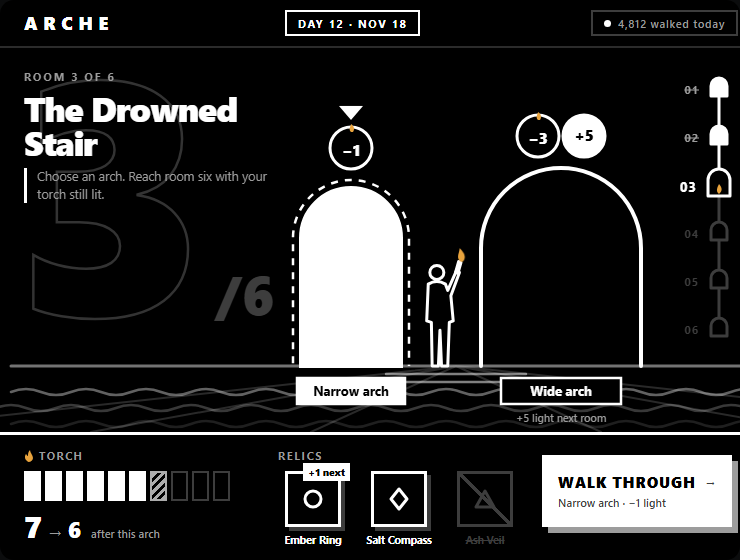 ARCHE
DAY 12 · NOV 18
4,812 walked today
ROOM 3 OF 6
The Drowned
Stair
Choose an arch. Reach room six with your
torch still lit.
3
/6
−1
−3
+5
01
02
03
04
05
06
Narrow arch
Wide arch
+5 light next room
TORCH
7 → 6 after this arch
RELICS
+1 next
Ember Ring
Salt Compass
Ash Veil
WALK THROUGH →
Narrow arch · −1 light